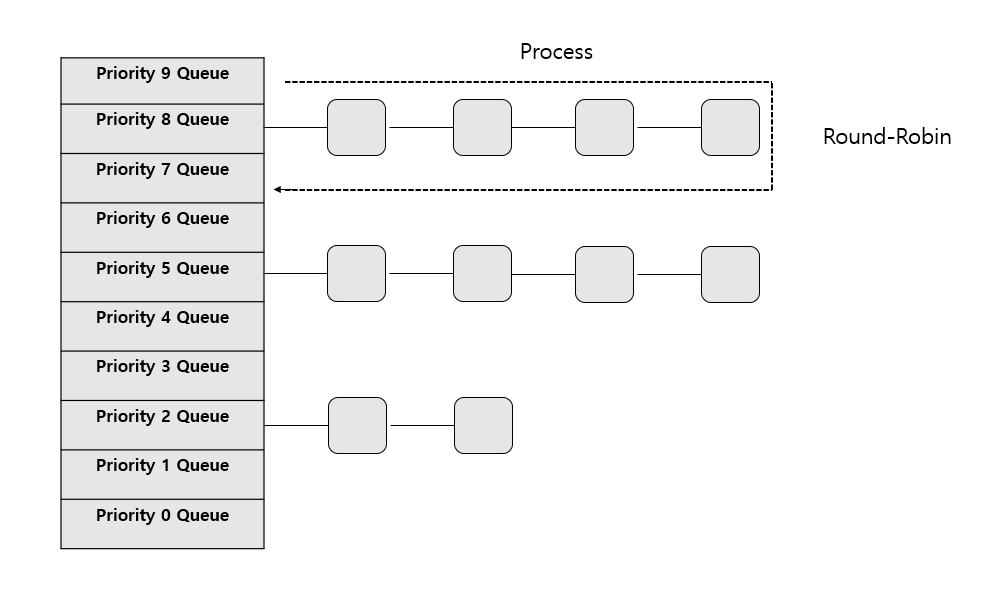 Process
Priority 9 Queue
Priority 8 Queue
Round-Robin
Priority 7 Queue
Priority 6 Queue
Priority 5 Queue
Priority 4 Queue
Priority 3 Queue
Priority 2 Queue
Priority 1 Queue
Priority 0 Queue